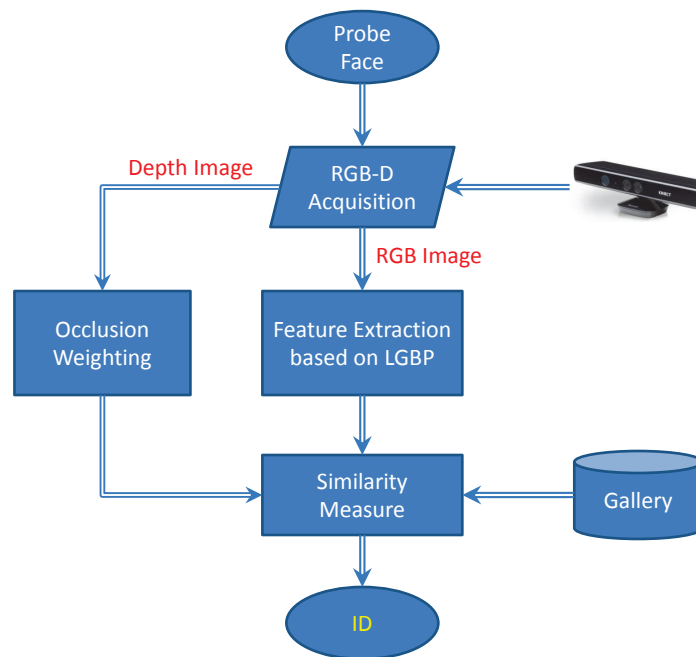 Probe
Face
Depth Image
RGB-D
Acquisition
KINECT
RGB Image
Occlusion
Weighting
Feature Extraction
based on LGBP
Similarity
Measure
Gallery
ID